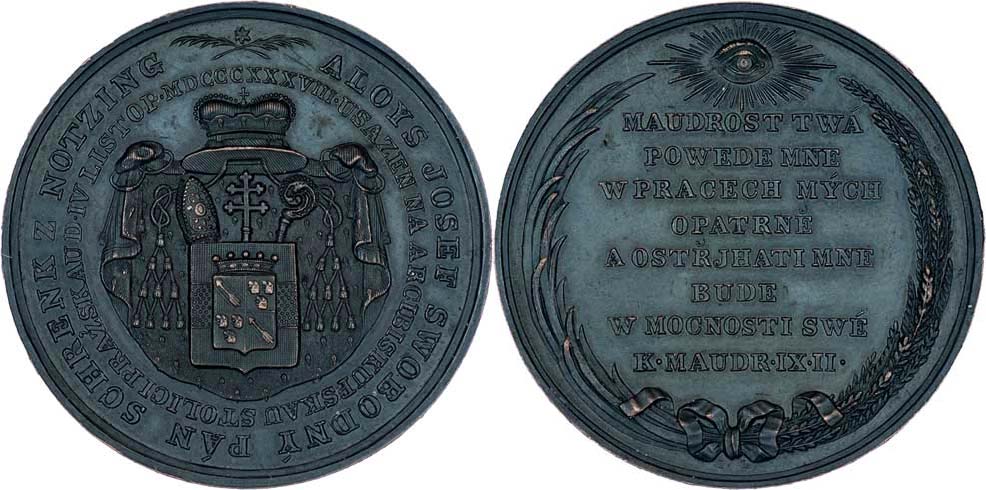 ALOYS JOSEF SWOBODNÝ PÁN SCHRENK Z NOTZING
D·IV LISTOP·MDCCCXXXVIII·USAZEN NA ARCIBISKUPSKAU STOLICI PRAŽSKAU
MAUDROST TWA
POWEDE MNE
W PRACECH MÝCH
OPATRNĚ
A OSTŘJHATI MNE
BUDE
W MOCNOSTI SWÉ
K·MAUDR·IX·II·